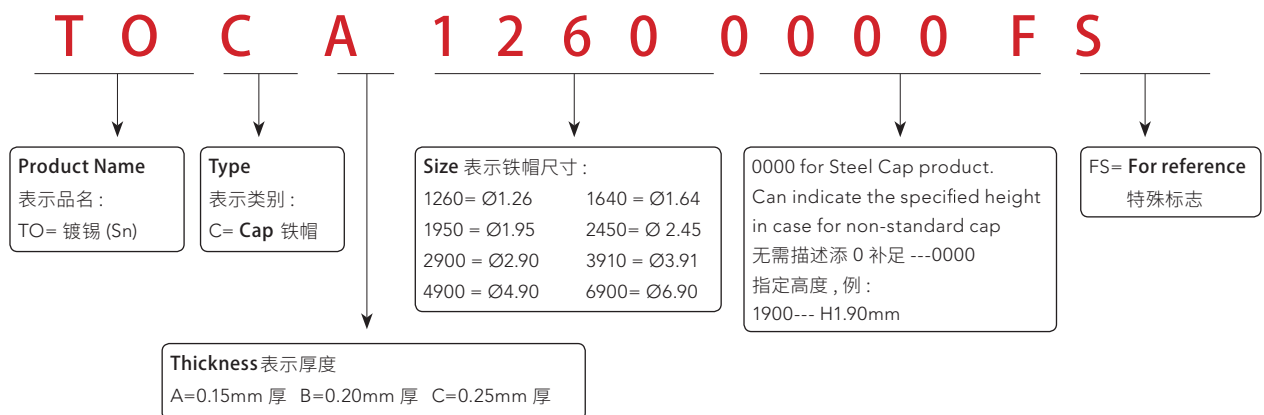 T O C A 1 2 6 0 0 0 0 0 F S
Product Name
表示品名 :
TO= 镀锡 (Sn)
Type
表示类别 :
C= Cap 铁帽
Size 表示铁帽尺寸 :
1260= Ø1.26 1640 = Ø1.64
1950 = Ø1.95 2450= Ø 2.45
2900 = Ø2.90 3910 = Ø3.91
4900 = Ø4.90 6900= Ø6.90
0000 for Steel Cap product.
Can indicate the specified height
in case for non-standard cap
无需描述添 0 补足 ---0000
指定高度 , 例 :
1900--- H1.90mm
FS= For reference
特殊标志
Thickness表示厚度
A=0.15mm 厚 B=0.20mm 厚 C=0.25mm 厚